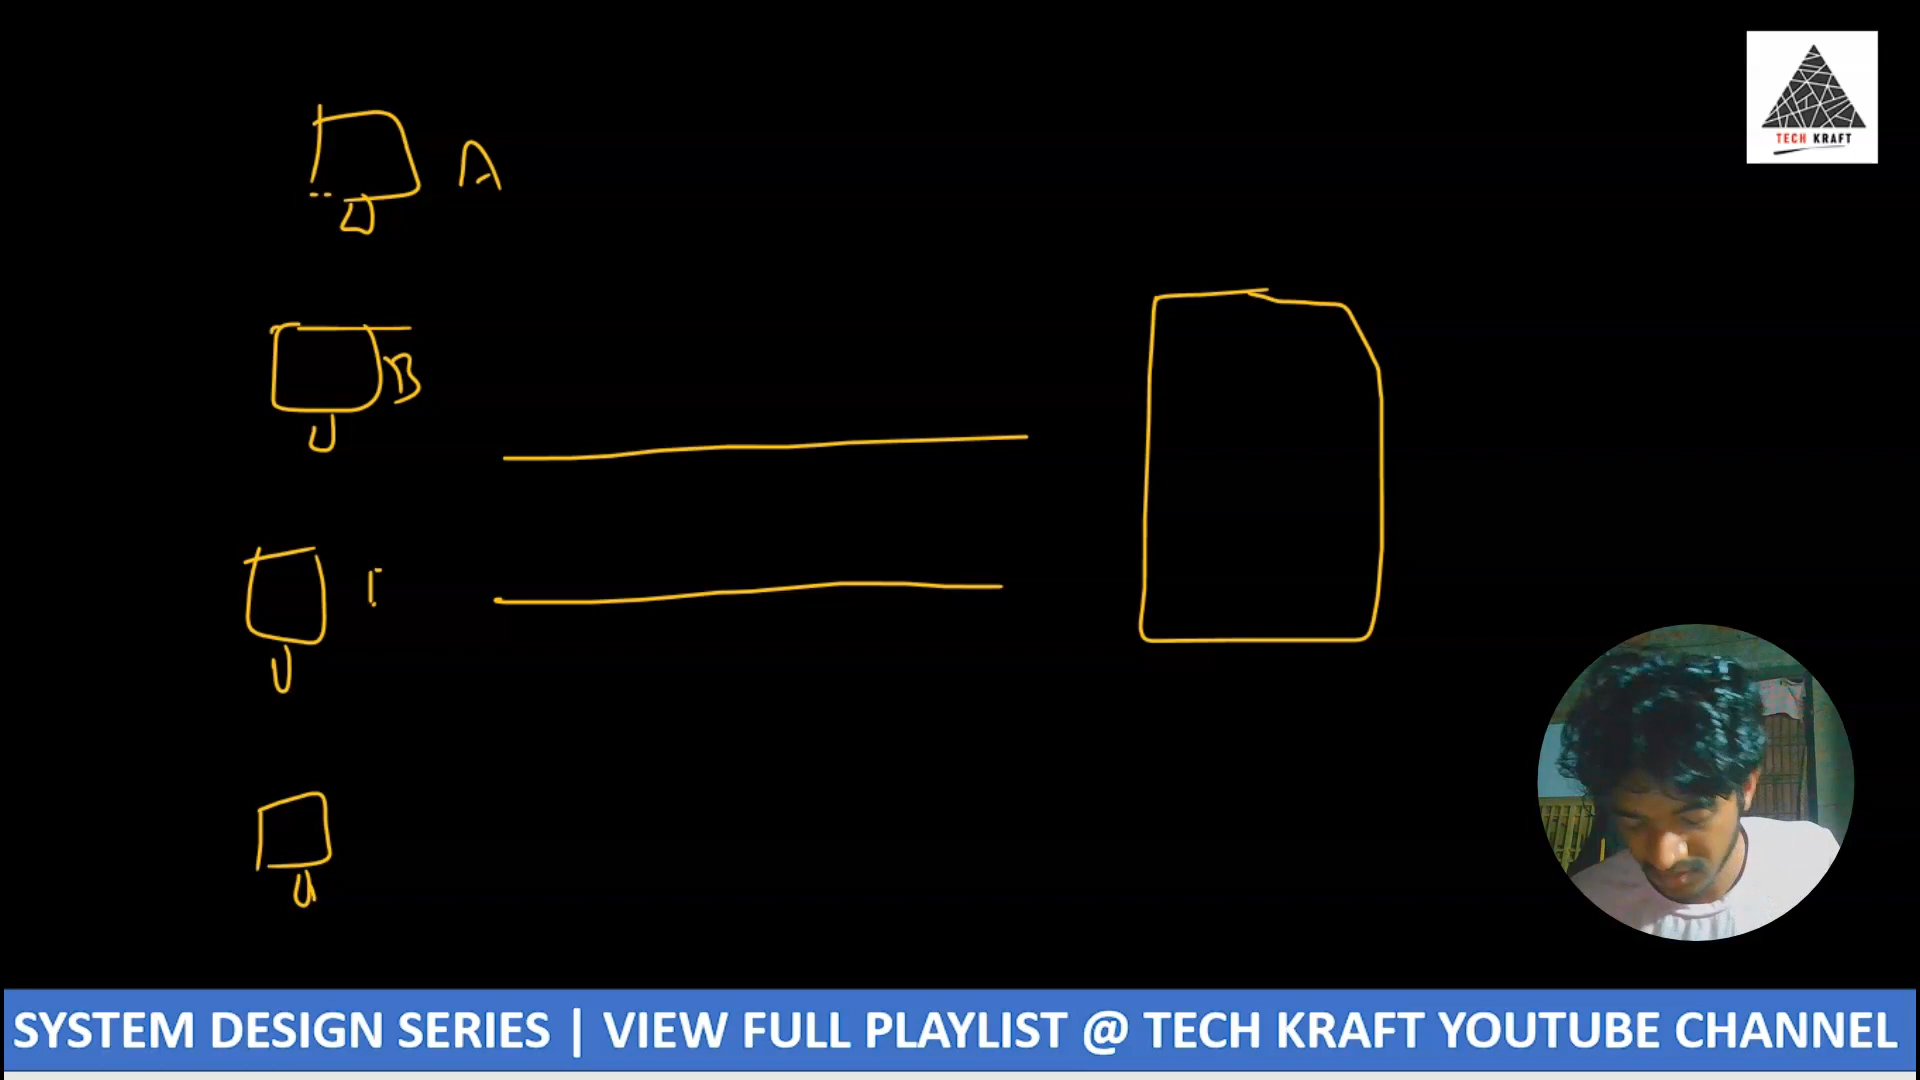 TECH KRAFT
A
B
SYSTEM DESIGN SERIES | VIEW FULL PLAYLIST @ TECH KRAFT YOUTUBE CHANNEL